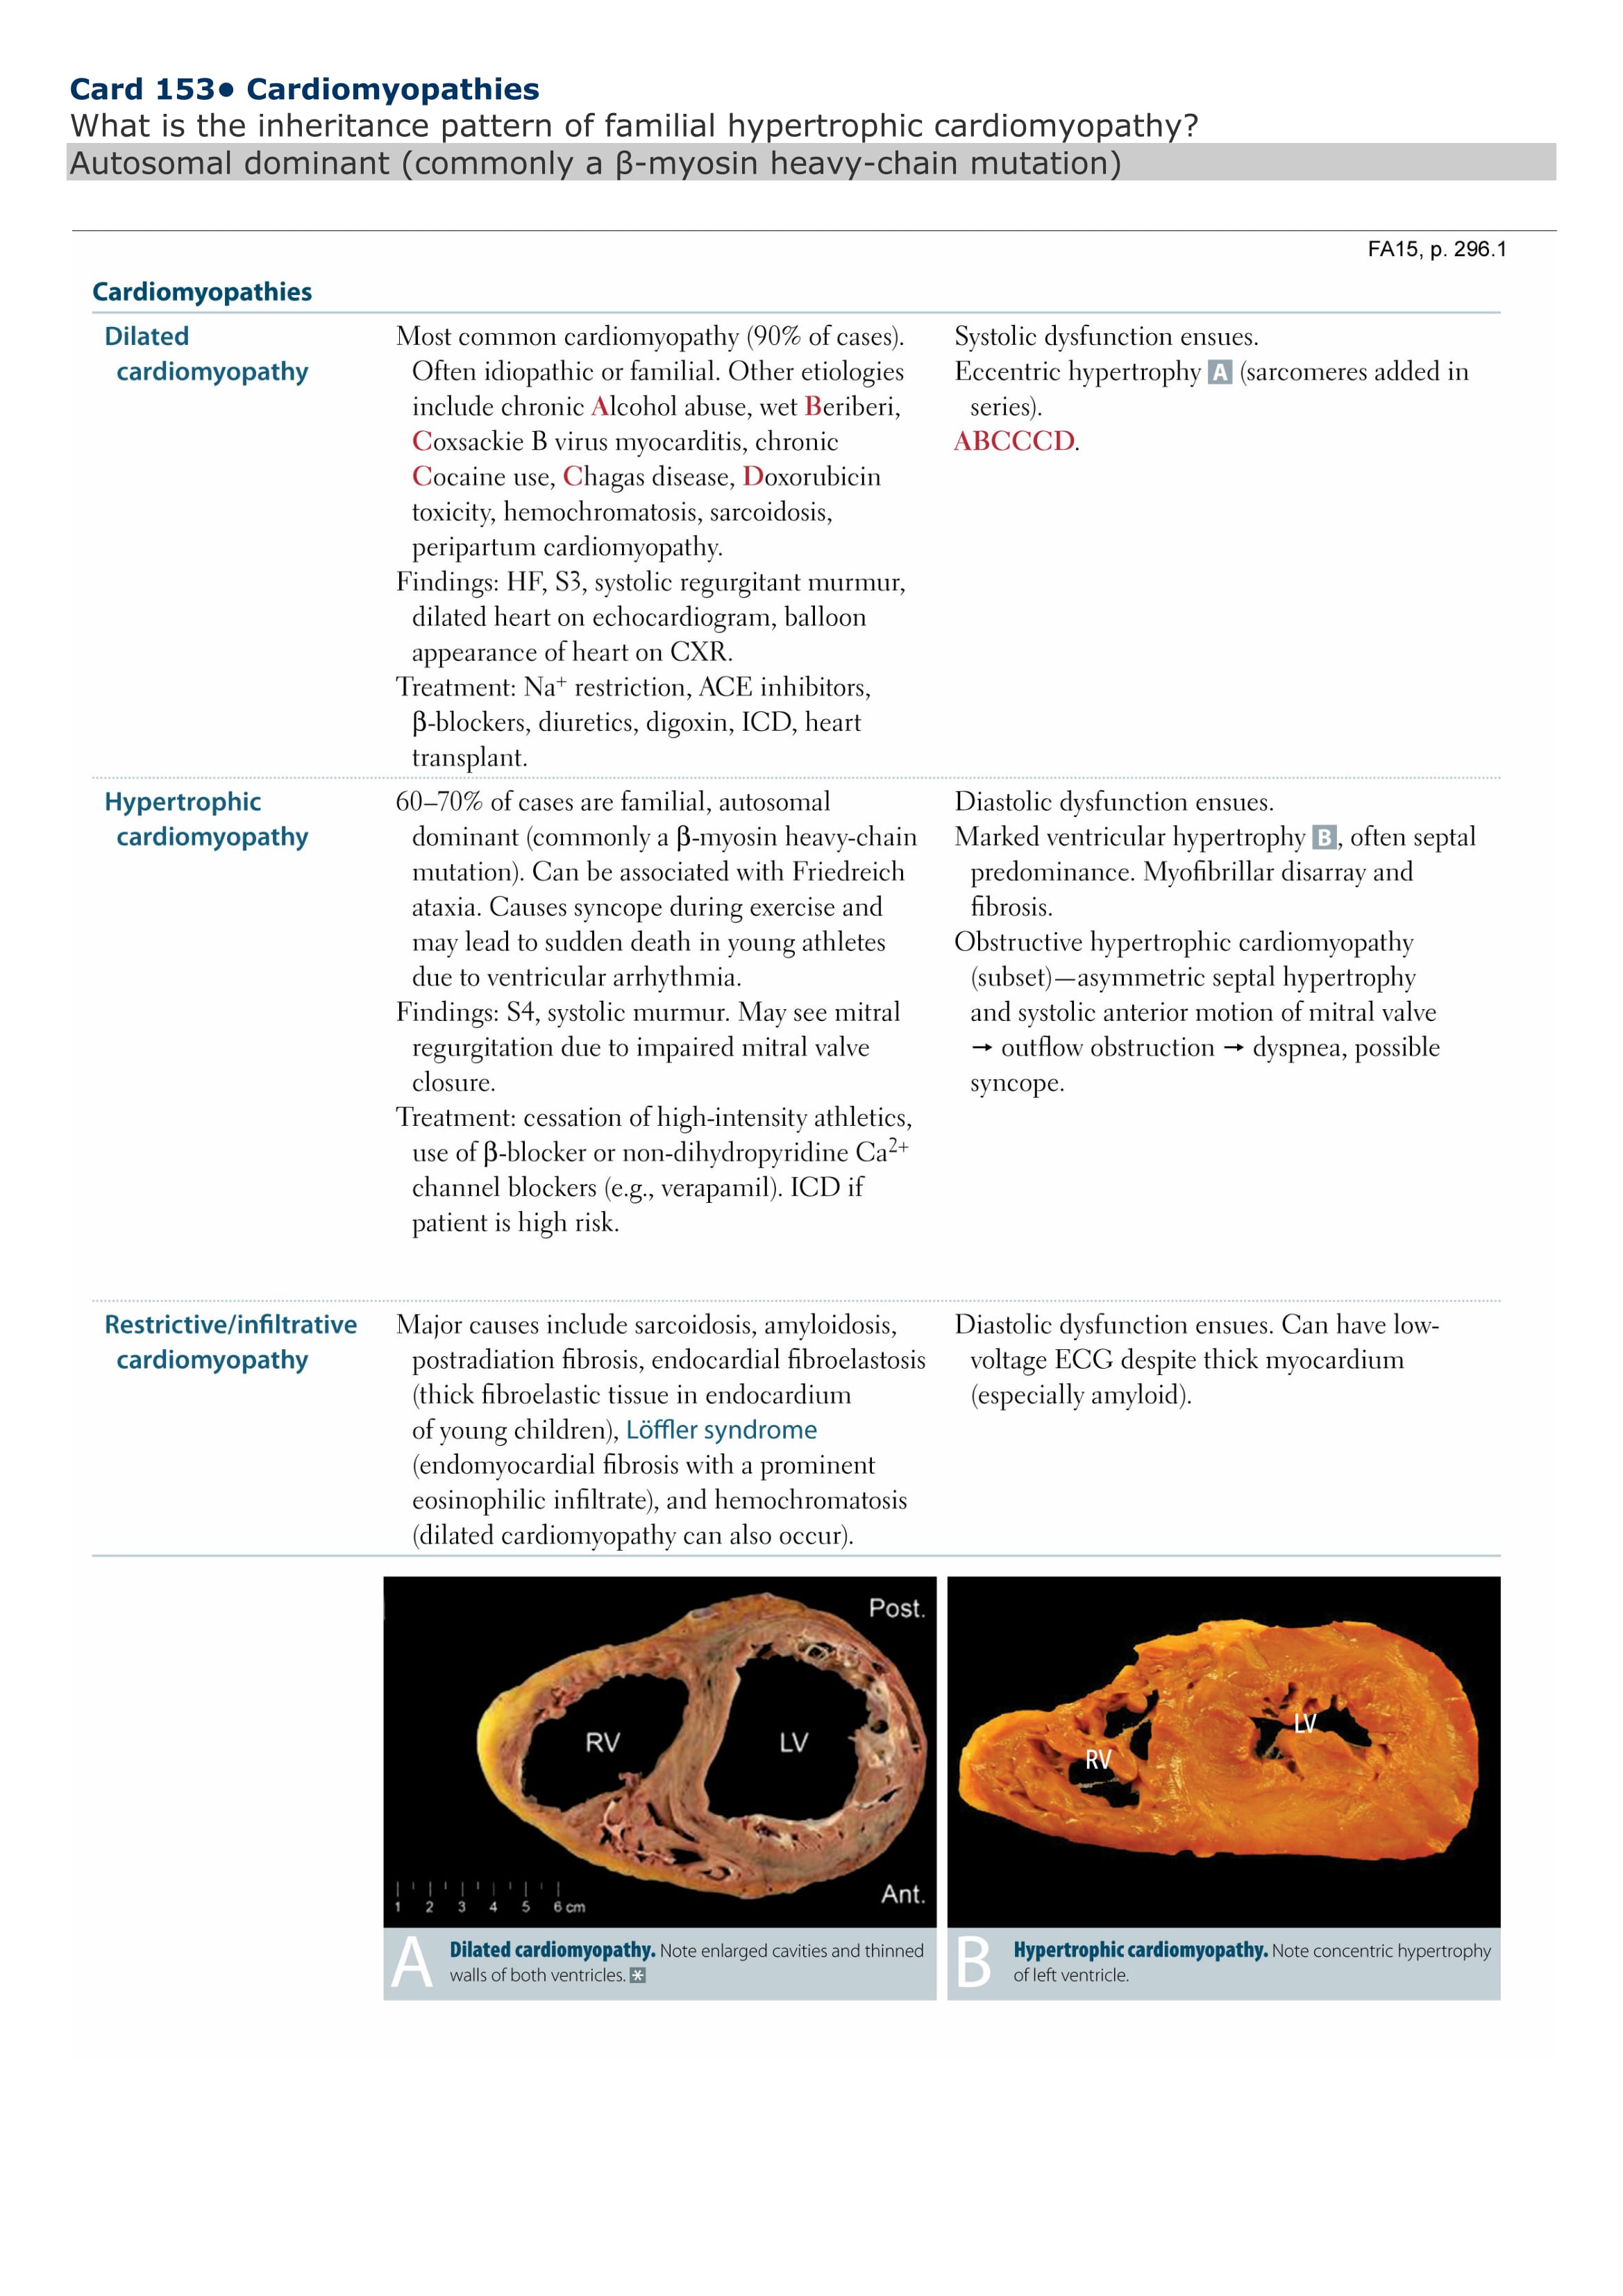 Card 153● Cardiomyopathies
What is the inheritance pattern of familial hypertrophic cardiomyopathy?
Autosomal dominant (commonly a β-myosin heavy-chain mutation)
FA15, p. 296.1
Cardiomyopathies
Dilated
cardiomyopathy
Most common cardiomyopathy (90% of cases).
Often idiopathic or familial. Other etiologies
include chronic Alcohol abuse, wet Beriberi,
Coxsackie B virus myocarditis, chronic
Cocaine use, Chagas disease, Doxorubicin
toxicity, hemochromatosis, sarcoidosis,
peripartum cardiomyopathy.
Findings: HF, S3, systolic regurgitant murmur,
dilated heart on echocardiogram, balloon
appearance of heart on CXR.
Treatment: Na⁺ restriction, ACE inhibitors,
β-blockers, diuretics, digoxin, ICD, heart
transplant.
Systolic dysfunction ensues.
Eccentric hypertrophy A (sarcomeres added in
series).
ABCCCD.
Hypertrophic
cardiomyopathy
60–70% of cases are familial, autosomal
dominant (commonly a β-myosin heavy-chain
mutation). Can be associated with Friedreich
ataxia. Causes syncope during exercise and
may lead to sudden death in young athletes
due to ventricular arrhythmia.
Findings: S4, systolic murmur. May see mitral
regurgitation due to impaired mitral valve
closure.
Treatment: cessation of high-intensity athletics,
use of β-blocker or non-dihydropyridine Ca²⁺
channel blockers (e.g., verapamil). ICD if
patient is high risk.
Diastolic dysfunction ensues.
Marked ventricular hypertrophy B, often septal
predominance. Myofibrillar disarray and
fibrosis.
Obstructive hypertrophic cardiomyopathy
(subset)—asymmetric septal hypertrophy
and systolic anterior motion of mitral valve
→ outflow obstruction → dyspnea, possible
syncope.
Restrictive/infiltrative
cardiomyopathy
Major causes include sarcoidosis, amyloidosis,
postradiation fibrosis, endocardial fibroelastosis
(thick fibroelastic tissue in endocardium
of young children), Löffler syndrome
(endomyocardial fibrosis with a prominent
eosinophilic infiltrate), and hemochromatosis
(dilated cardiomyopathy can also occur).
Diastolic dysfunction ensues. Can have low-
voltage ECG despite thick myocardium
(especially amyloid).
Post.
RV LV
Ant.
1 2 3 4 5 6 cm
LV
RV
A Dilated cardiomyopathy. Note enlarged cavities and thinned
walls of both ventricles. *
B Hypertrophic cardiomyopathy. Note concentric hypertrophy
of left ventricle.